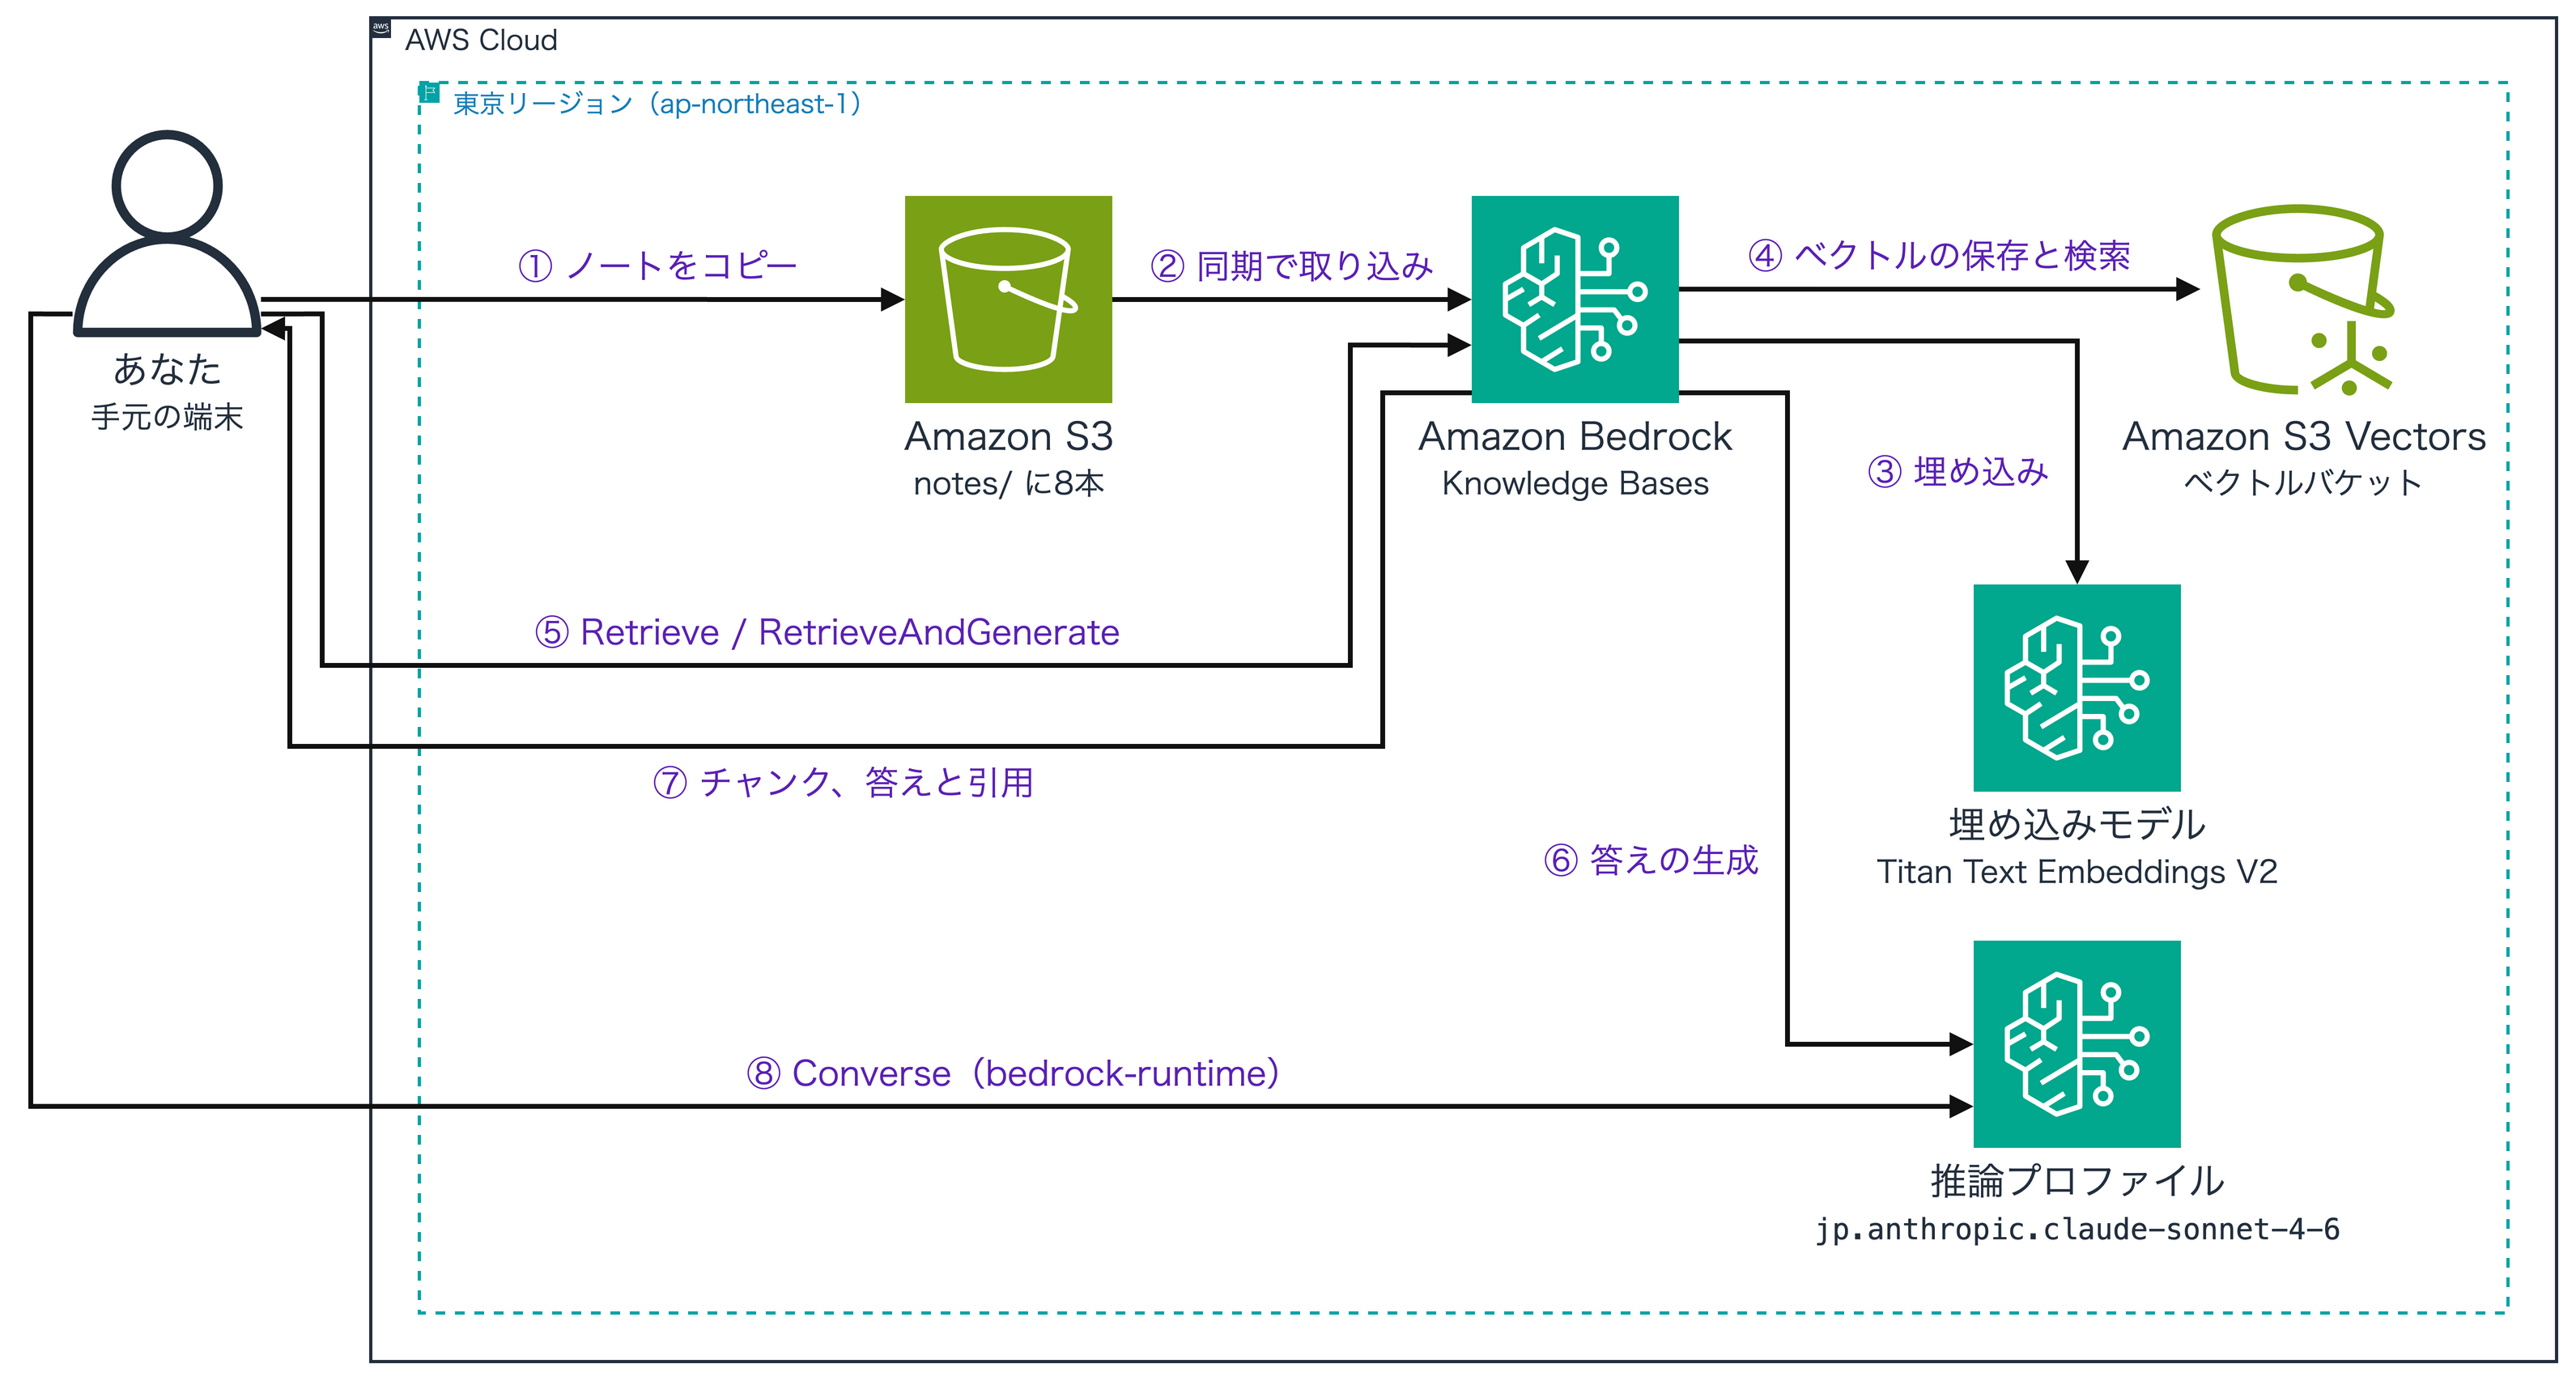 aws
AWS Cloud
東京リージョン（ap-northeast-1）
① ノートをコピー
② 同期で取り込み
④ ベクトルの保存と検索
あなた
手元の端末
Amazon S3
notes/ に8本
Amazon Bedrock
Knowledge Bases
③ 埋め込み
Amazon S3 Vectors
ベクトルバケット
⑤ Retrieve / RetrieveAndGenerate
⑦ チャンク、答えと引用
⑥ 答えの生成
埋め込みモデル
Titan Text Embeddings V2
⑧ Converse（bedrock-runtime）
推論プロファイル
jp.anthropic.claude-sonnet-4-6